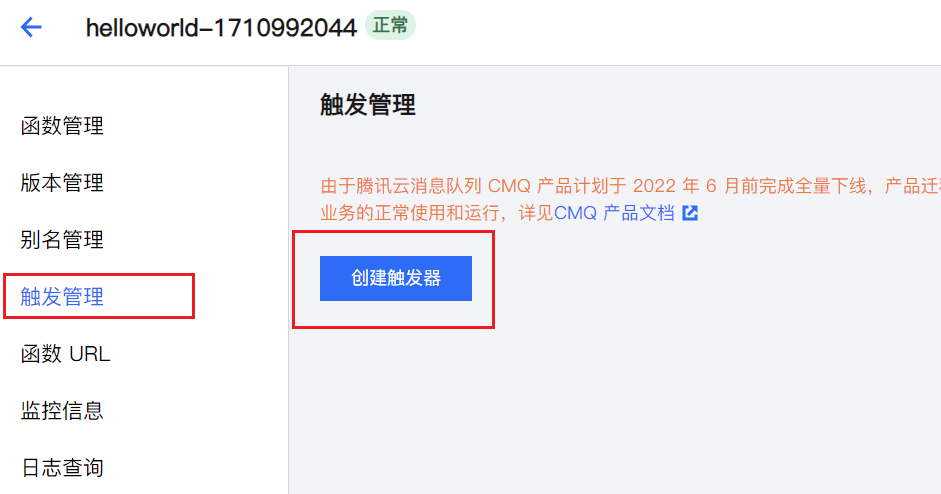 helloworld-1710992044 正常
函数管理
版本管理
别名管理
触发管理
函数 URL
监控信息
日志查询
触发管理
由于腾讯云消息队列 CMQ 产品计划于 2022 年 6 月前完成全量下线，产品迁
业务的正常使用和运行，详见CMQ 产品文档
创建触发器